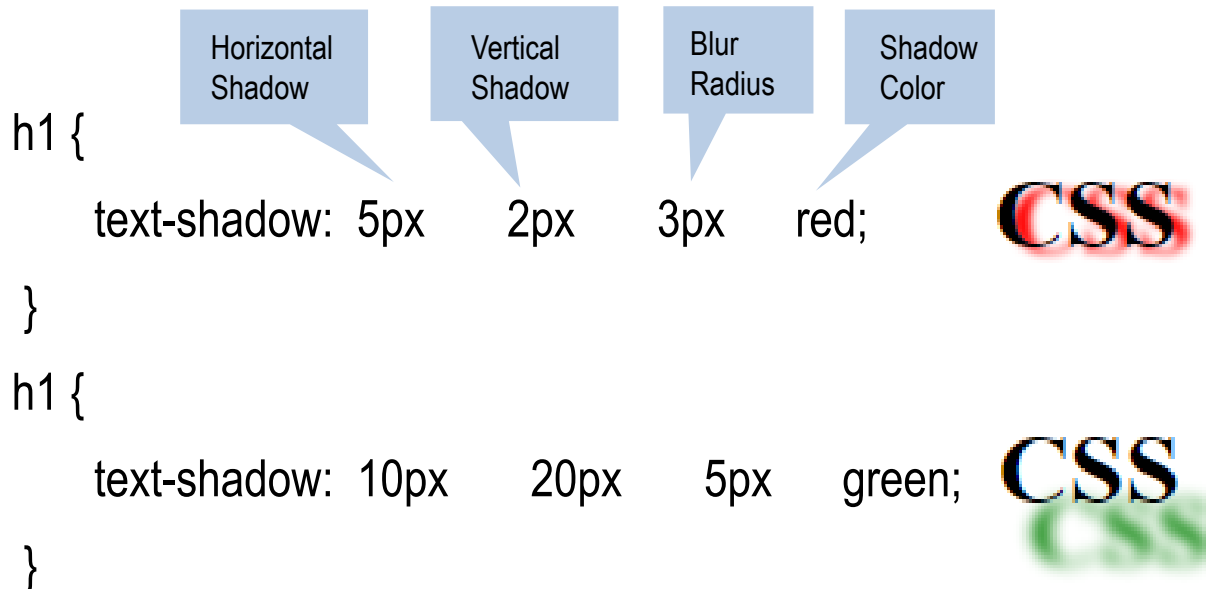 Horizontal
Shadow
Vertical
Shadow
Blur
Radius
Shadow
Color
h1 {
text-shadow: 5px 2px 3px red;
CSS
}
h1 {
text-shadow: 10px 20px 5px green;
CSS
CSS
}